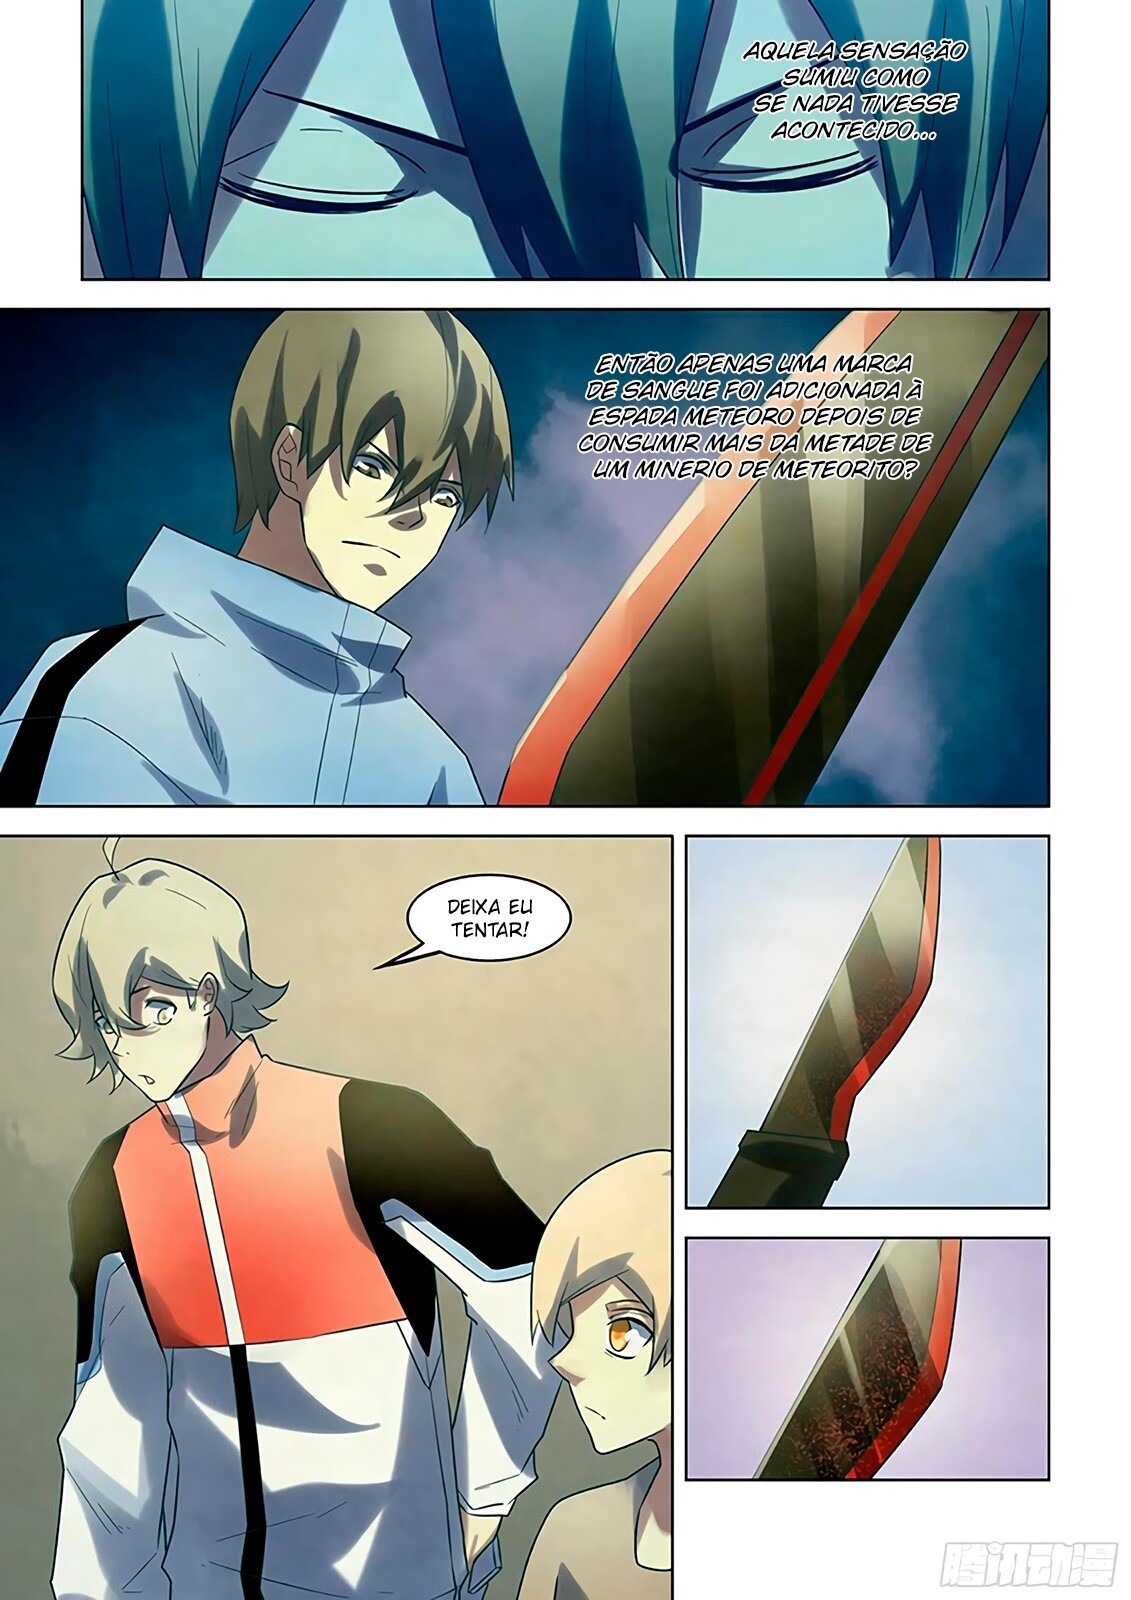 AQUELA SENSAÇÃO
SUMIU COMO
SE NADA TIVESSE
ACONTECIDO...
ENTÃO APENAS UMA MARCA
DE SANGUE FOI ADICIONADA À
ESPADA METEORO DEPOIS DE
CONSUMIR MAIS DA METADE DE
UM MINERIO DE METEORITO?
DEIXA EU
TENTAR!
腾讯动漫